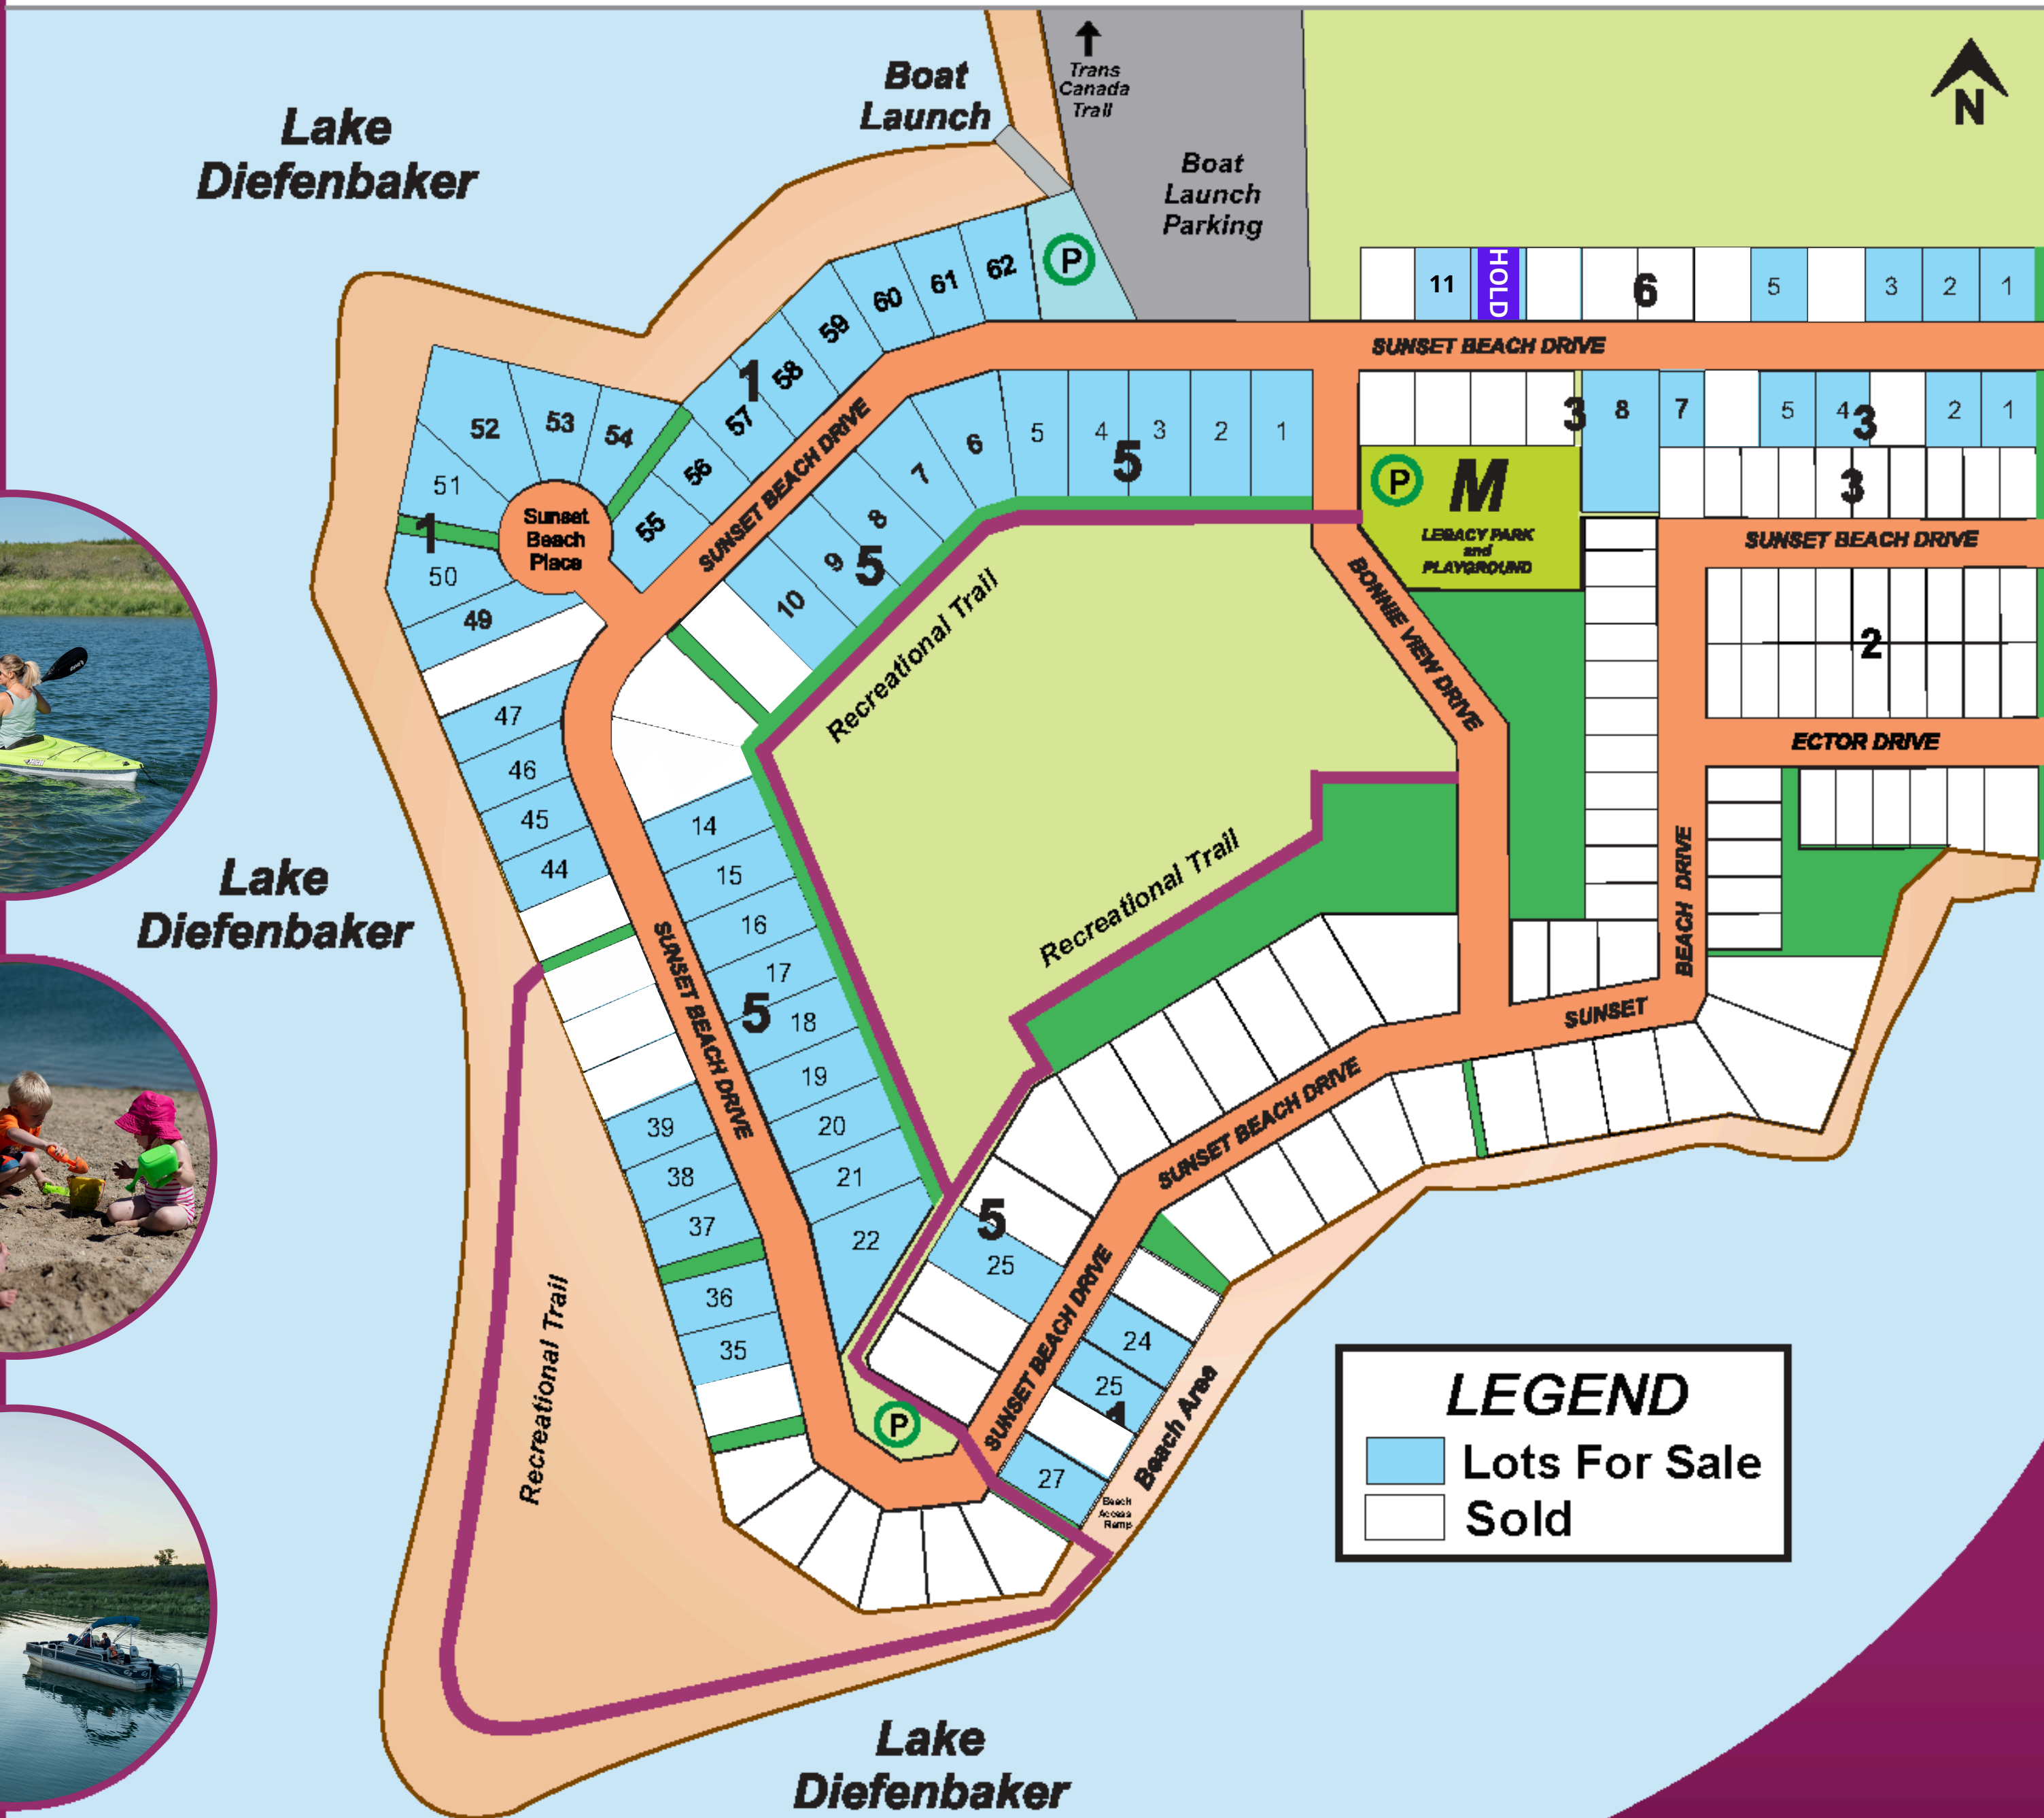 Lake
Diefenbaker
Boat
Launch
Trans
Canada
Trail
Boat
Launch
Parking
N
P
62
61
60
59
58
57
56
55
1
11
HOLD
6
5
3
2
1
SUNSET BEACH DRIVE
8
7
5
4
2
1
3
3
3
52
53
54
51
50
49
1
Sunset
Beach
Place
SUNSET BEACH DRIVE
6
5
4
3
2
1
5
7
8
9
10
5
P
M
LEGACY PARK
and
PLAYGROUND
SUNSET BEACH DRIVE
2
ECTOR DRIVE
BONNIE VIEW DRIVE
Recreational Trail
47
46
45
44
Lake
Diefenbaker
14
15
16
17
18
19
20
21
22
5
SUNSET BEACH DRIVE
Recreational Trail
BEACH DRIVE
SUNSET
SUNSET BEACH DRIVE
39
38
37
36
35
5
25
SUNSET BEACH DRIVE
24
25
1
27
Beach Area
Beach
Access
Ramp
P
Recreational Trail
LEGEND
Lots For Sale
Sold
Lake
Diefenbaker